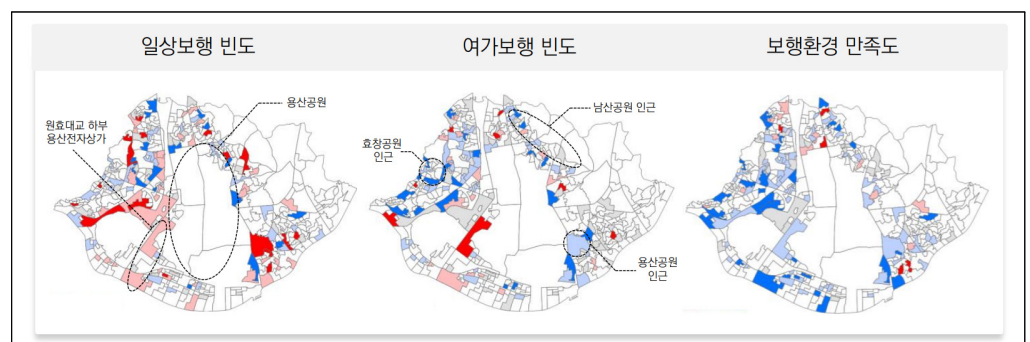 일상보행 빈도
여가보행 빈도
보행환경 만족도
원효대교 하부
용산전자상가
용산공원
효창공원
인근
남산공원 인근
용산공원
인근